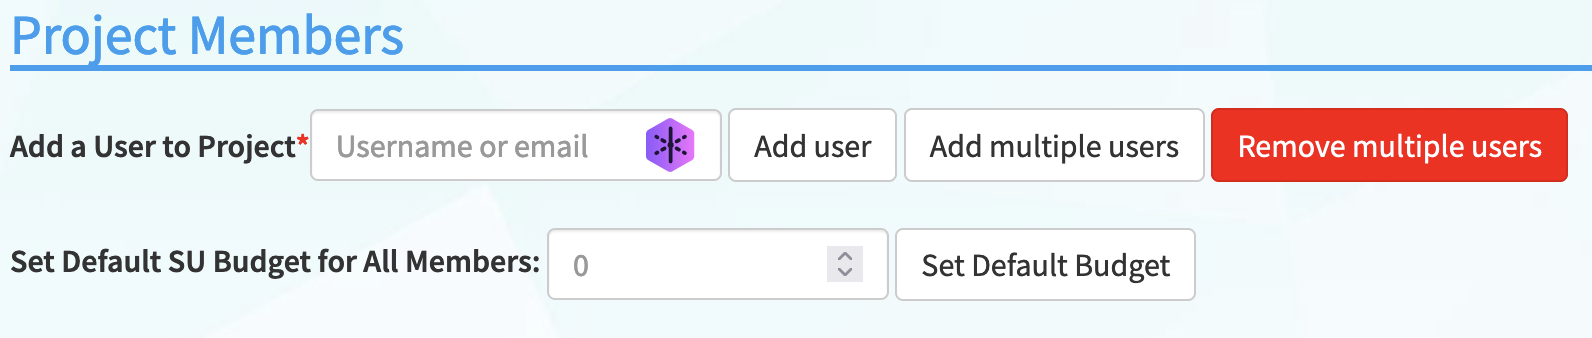 Project Members
Add a User to Project* Username or email Add user Add multiple users Remove multiple users
Set Default SU Budget for All Members: 0 Set Default Budget